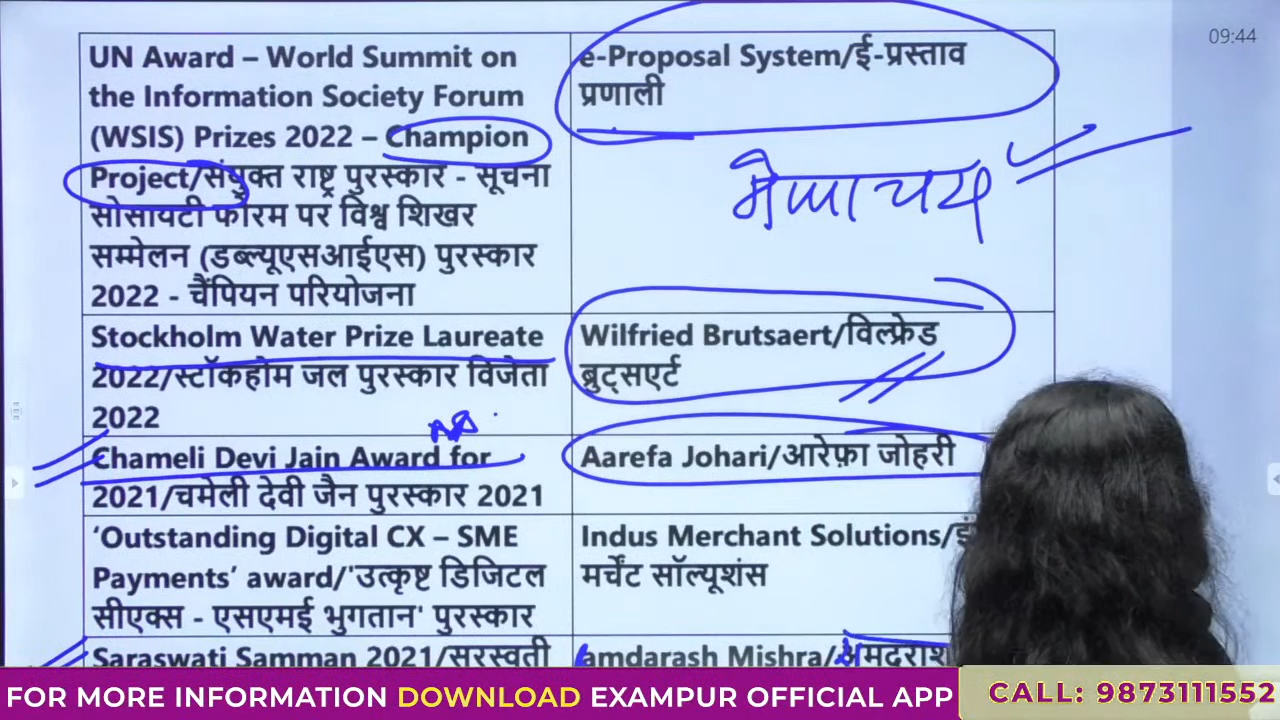 09:44
UN Award – World Summit on
the Information Society Forum
(WSIS) Prizes 2022 – Champion
Project/संयुक्त राष्ट्र पुरस्कार - सूचना
सोसायटी फोरम पर विश्व शिखर
सम्मेलन (डब्ल्यूएसआईएस) पुरस्कार
2022 - चैंपियन परियोजना
e-Proposal System/ई-प्रस्ताव
प्रणाली
Stockholm Water Prize Laureate
2022/स्टॉकहोम जल पुरस्कार विजेता
2022
Wilfried Brutsaert/विल्फ्रेड
ब्रुट्सएर्ट
Chameli Devi Jain Award for
2021/चमेली देवी जैन पुरस्कार 2021
Aarefa Johari/आरेफ़ा जोहरी
‘Outstanding Digital CX – SME
Payments’ award/'उत्कृष्ट डिजिटल
सीएक्स - एसएमई भुगतान' पुरस्कार
Indus Merchant Solutions/
मर्चेंट सॉल्यूशंस
Saraswati Samman 2021/सरस्वती
amdarash Mishra/
FOR MORE INFORMATION DOWNLOAD EXAMPUR OFFICIAL APP
CALL: 9873111552